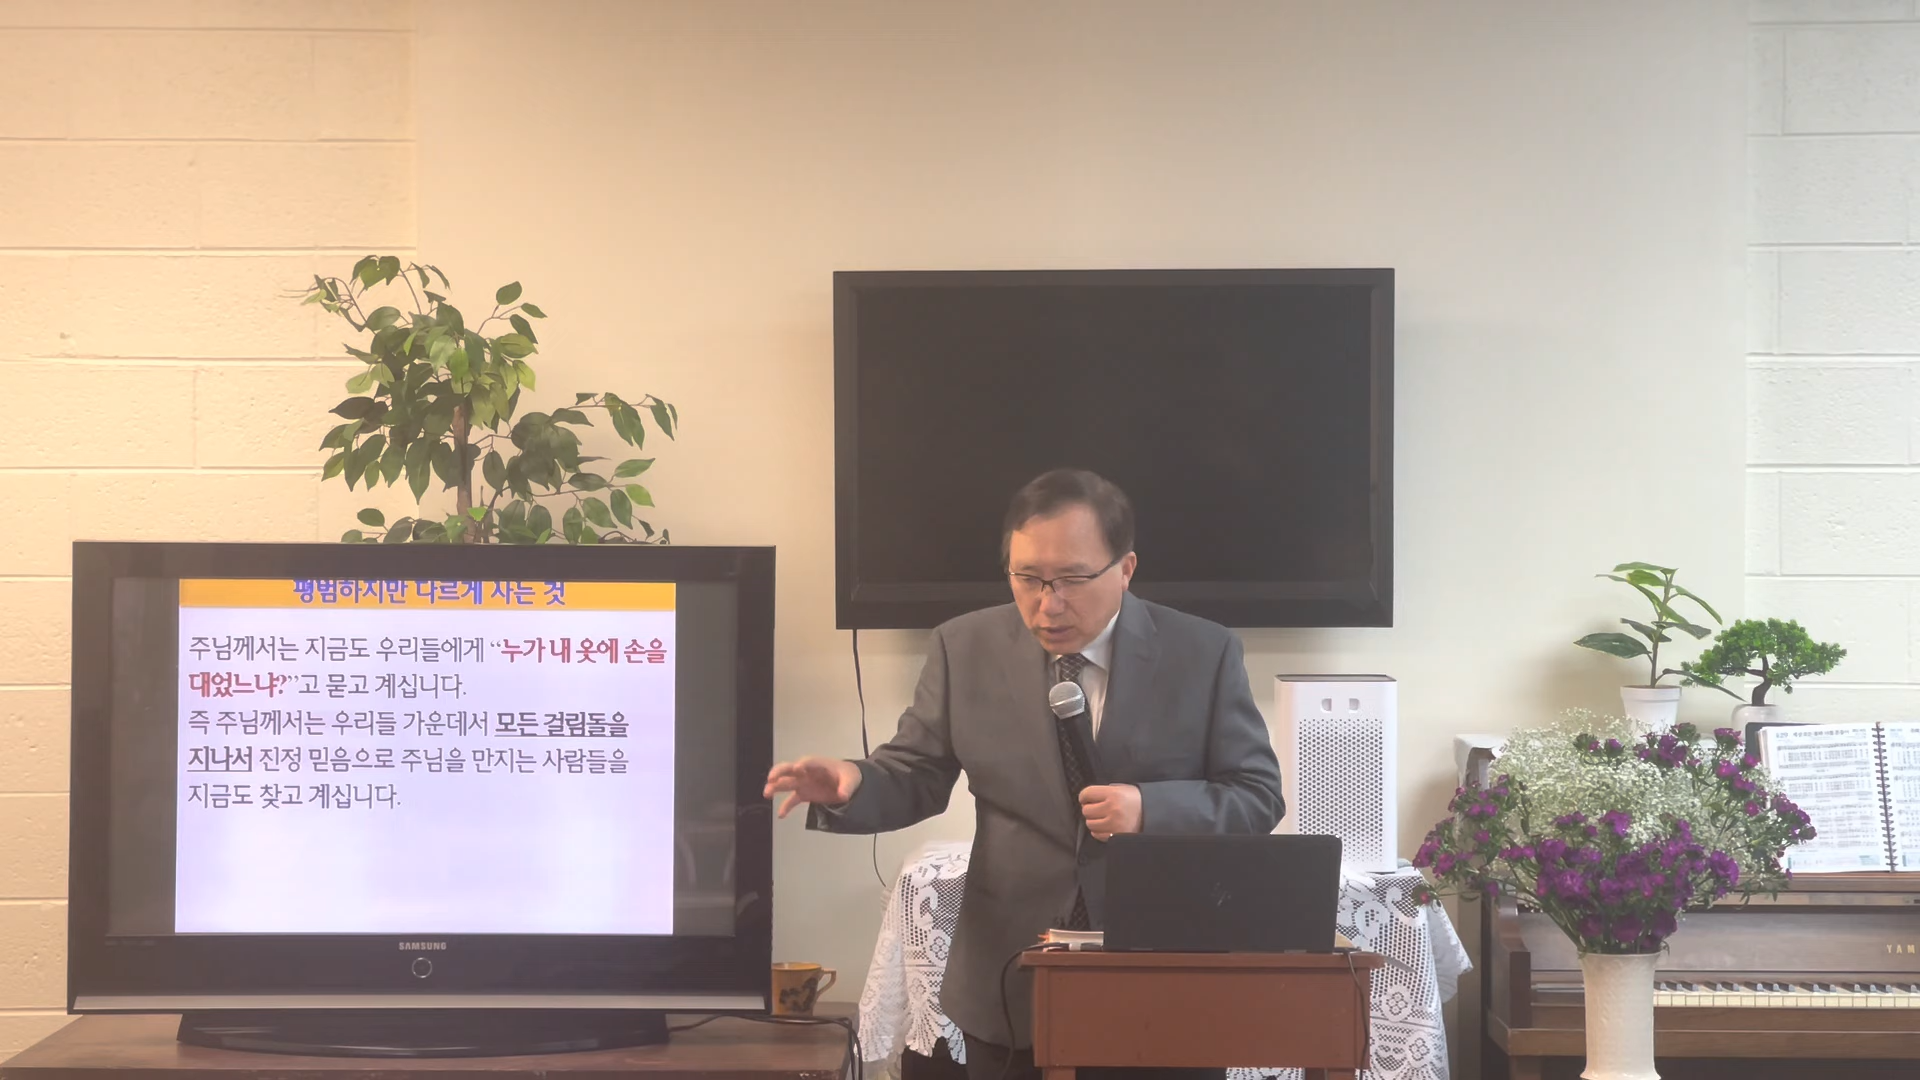 평범하지만 다르게 사는 것
주님께서는 지금도 우리들에게 “누가 내 옷에 손을
대었느냐?”고 묻고 계십니다.
즉 주님께서는 우리들 가운데서 모든 걸림돌을
지나서 진정 믿음으로 주님을 만지는 사람들을
지금도 찾고 계십니다.
SAMSUNG
hp
YAM